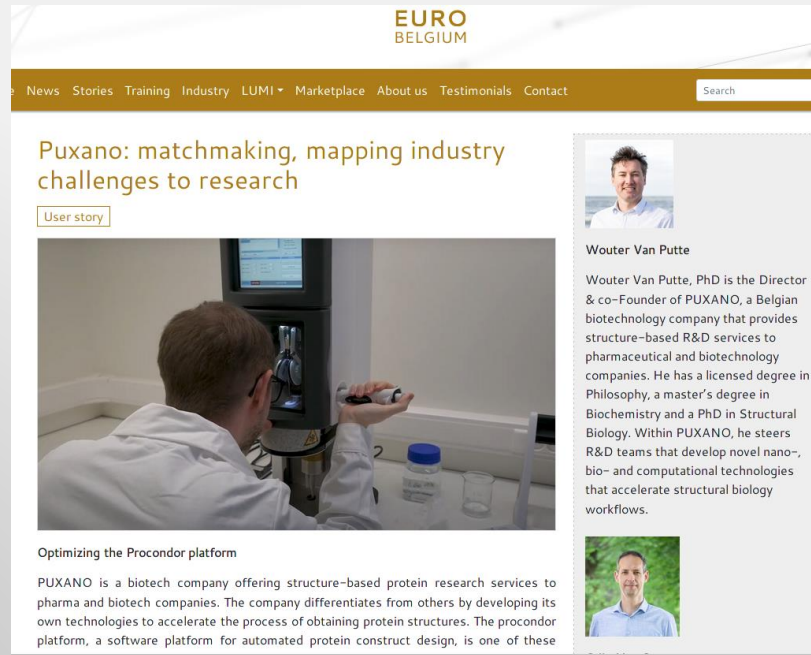 EURO
BELGIUM
News Stories Training Industry LUMI Marketplace About us Testimonials Contact
Search
Puxano: matchmaking, mapping industry
challenges to research
User story
Optimizing the Procondor platform
PUXANO is a biotech company offering structure-based protein research services to
pharma and biotech companies. The company differentiates from others by developing its
own technologies to accelerate the process of obtaining protein structures. The procondor
platform, a software platform for automated protein construct design, is one of these
Wouter Van Putte
Wouter Van Putte, PhD is the Director
& co-Founder of PUXANO, a Belgian
biotechnology company that provides
structure-based R&D services to
pharmaceutical and biotechnology
companies. He has a licensed degree in
Philosophy, a master's degree in
Biochemistry and a PhD in Structural
Biology. Within PUXANO, he steers
R&D teams that develop novel nano-,
bio- and computational technologies
that accelerate structural biology
workflows.